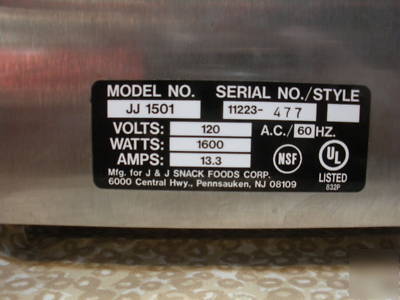 MODEL NO. SERIAL NO./STYLE
JJ 1501 11223-477
VOLTS: 120 A.C./ 60 HZ.
WATTS: 1600
AMPS: 13.3
NSF
UL
LISTED
832P
Mfg. for J & J SNACK FOODS CORP.
6000 Central Hwy., Pennsauken, NJ 08109